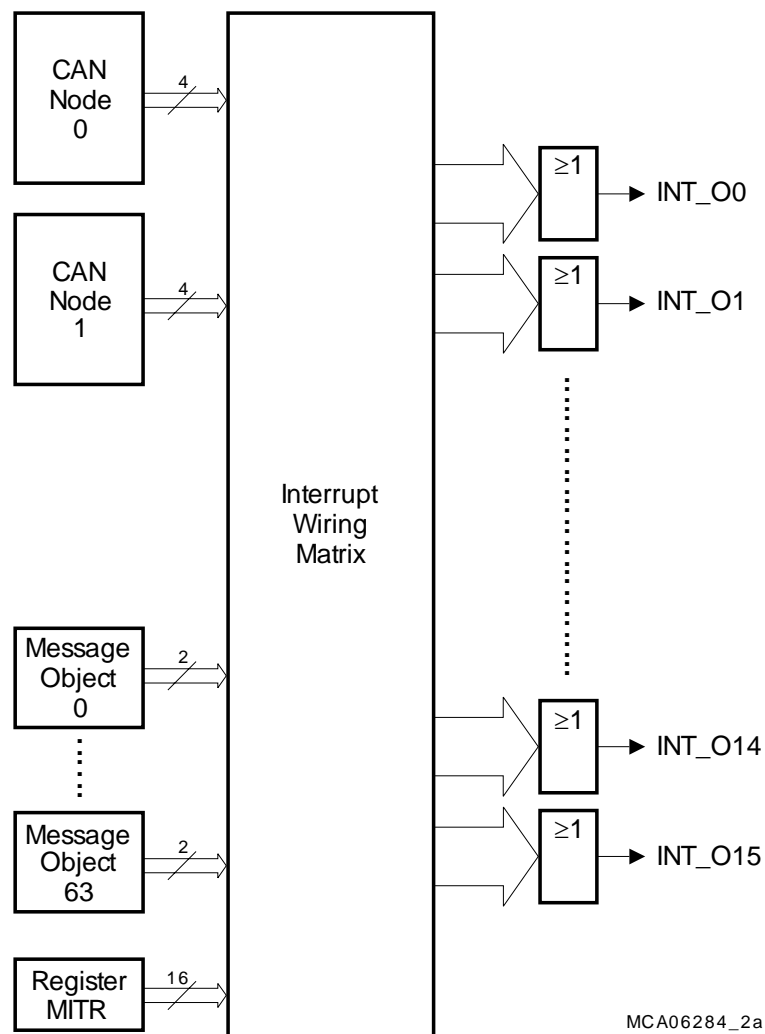 CAN
Node
0
4
≥1
INT_O0
CAN
Node
1
4
≥1
INT_O1
Interrupt
Wiring
Matrix
Message
Object
0
2
≥1
INT_O14
Message
Object
63
2
≥1
INT_O15
Register
MITR
16
MCA06284_2a